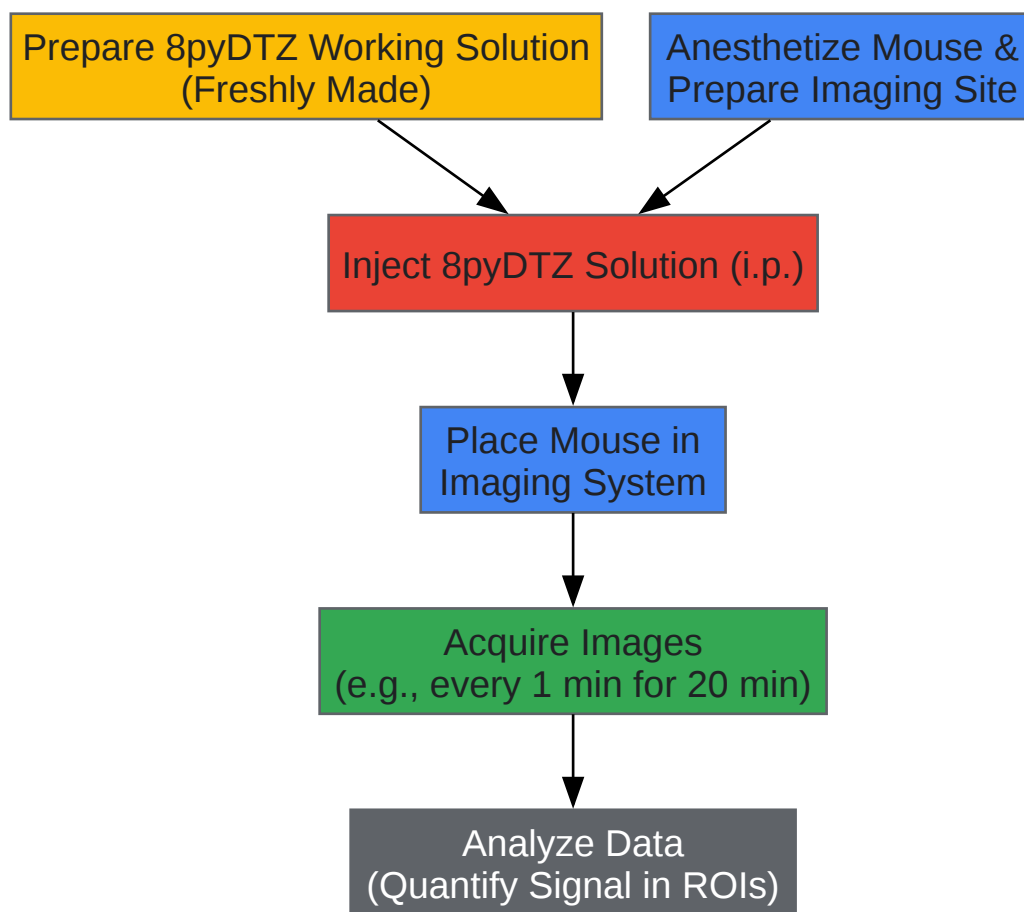 Prepare 8pyDTZ Working Solution
(Freshly Made)
Anesthetize Mouse &
Prepare Imaging Site
Inject 8pyDTZ Solution (i.p.)
Place Mouse in
Imaging System
Acquire Images
(e.g., every 1 min for 20 min)
Analyze Data
(Quantify Signal in ROIs)